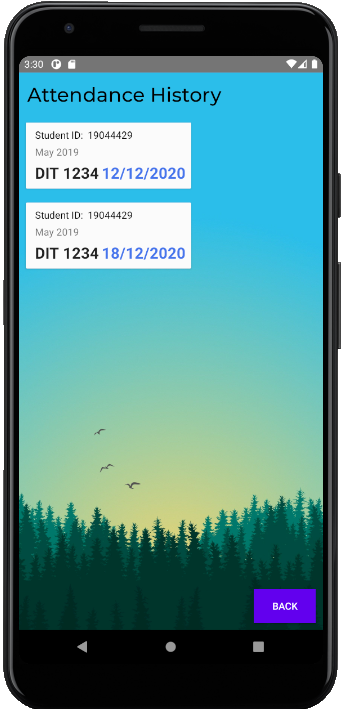 3:30
Attendance History
Student ID: 19044429
May 2019
DIT 1234 12/12/2020
Student ID: 19044429
May 2019
DIT 1234 18/12/2020
BACK